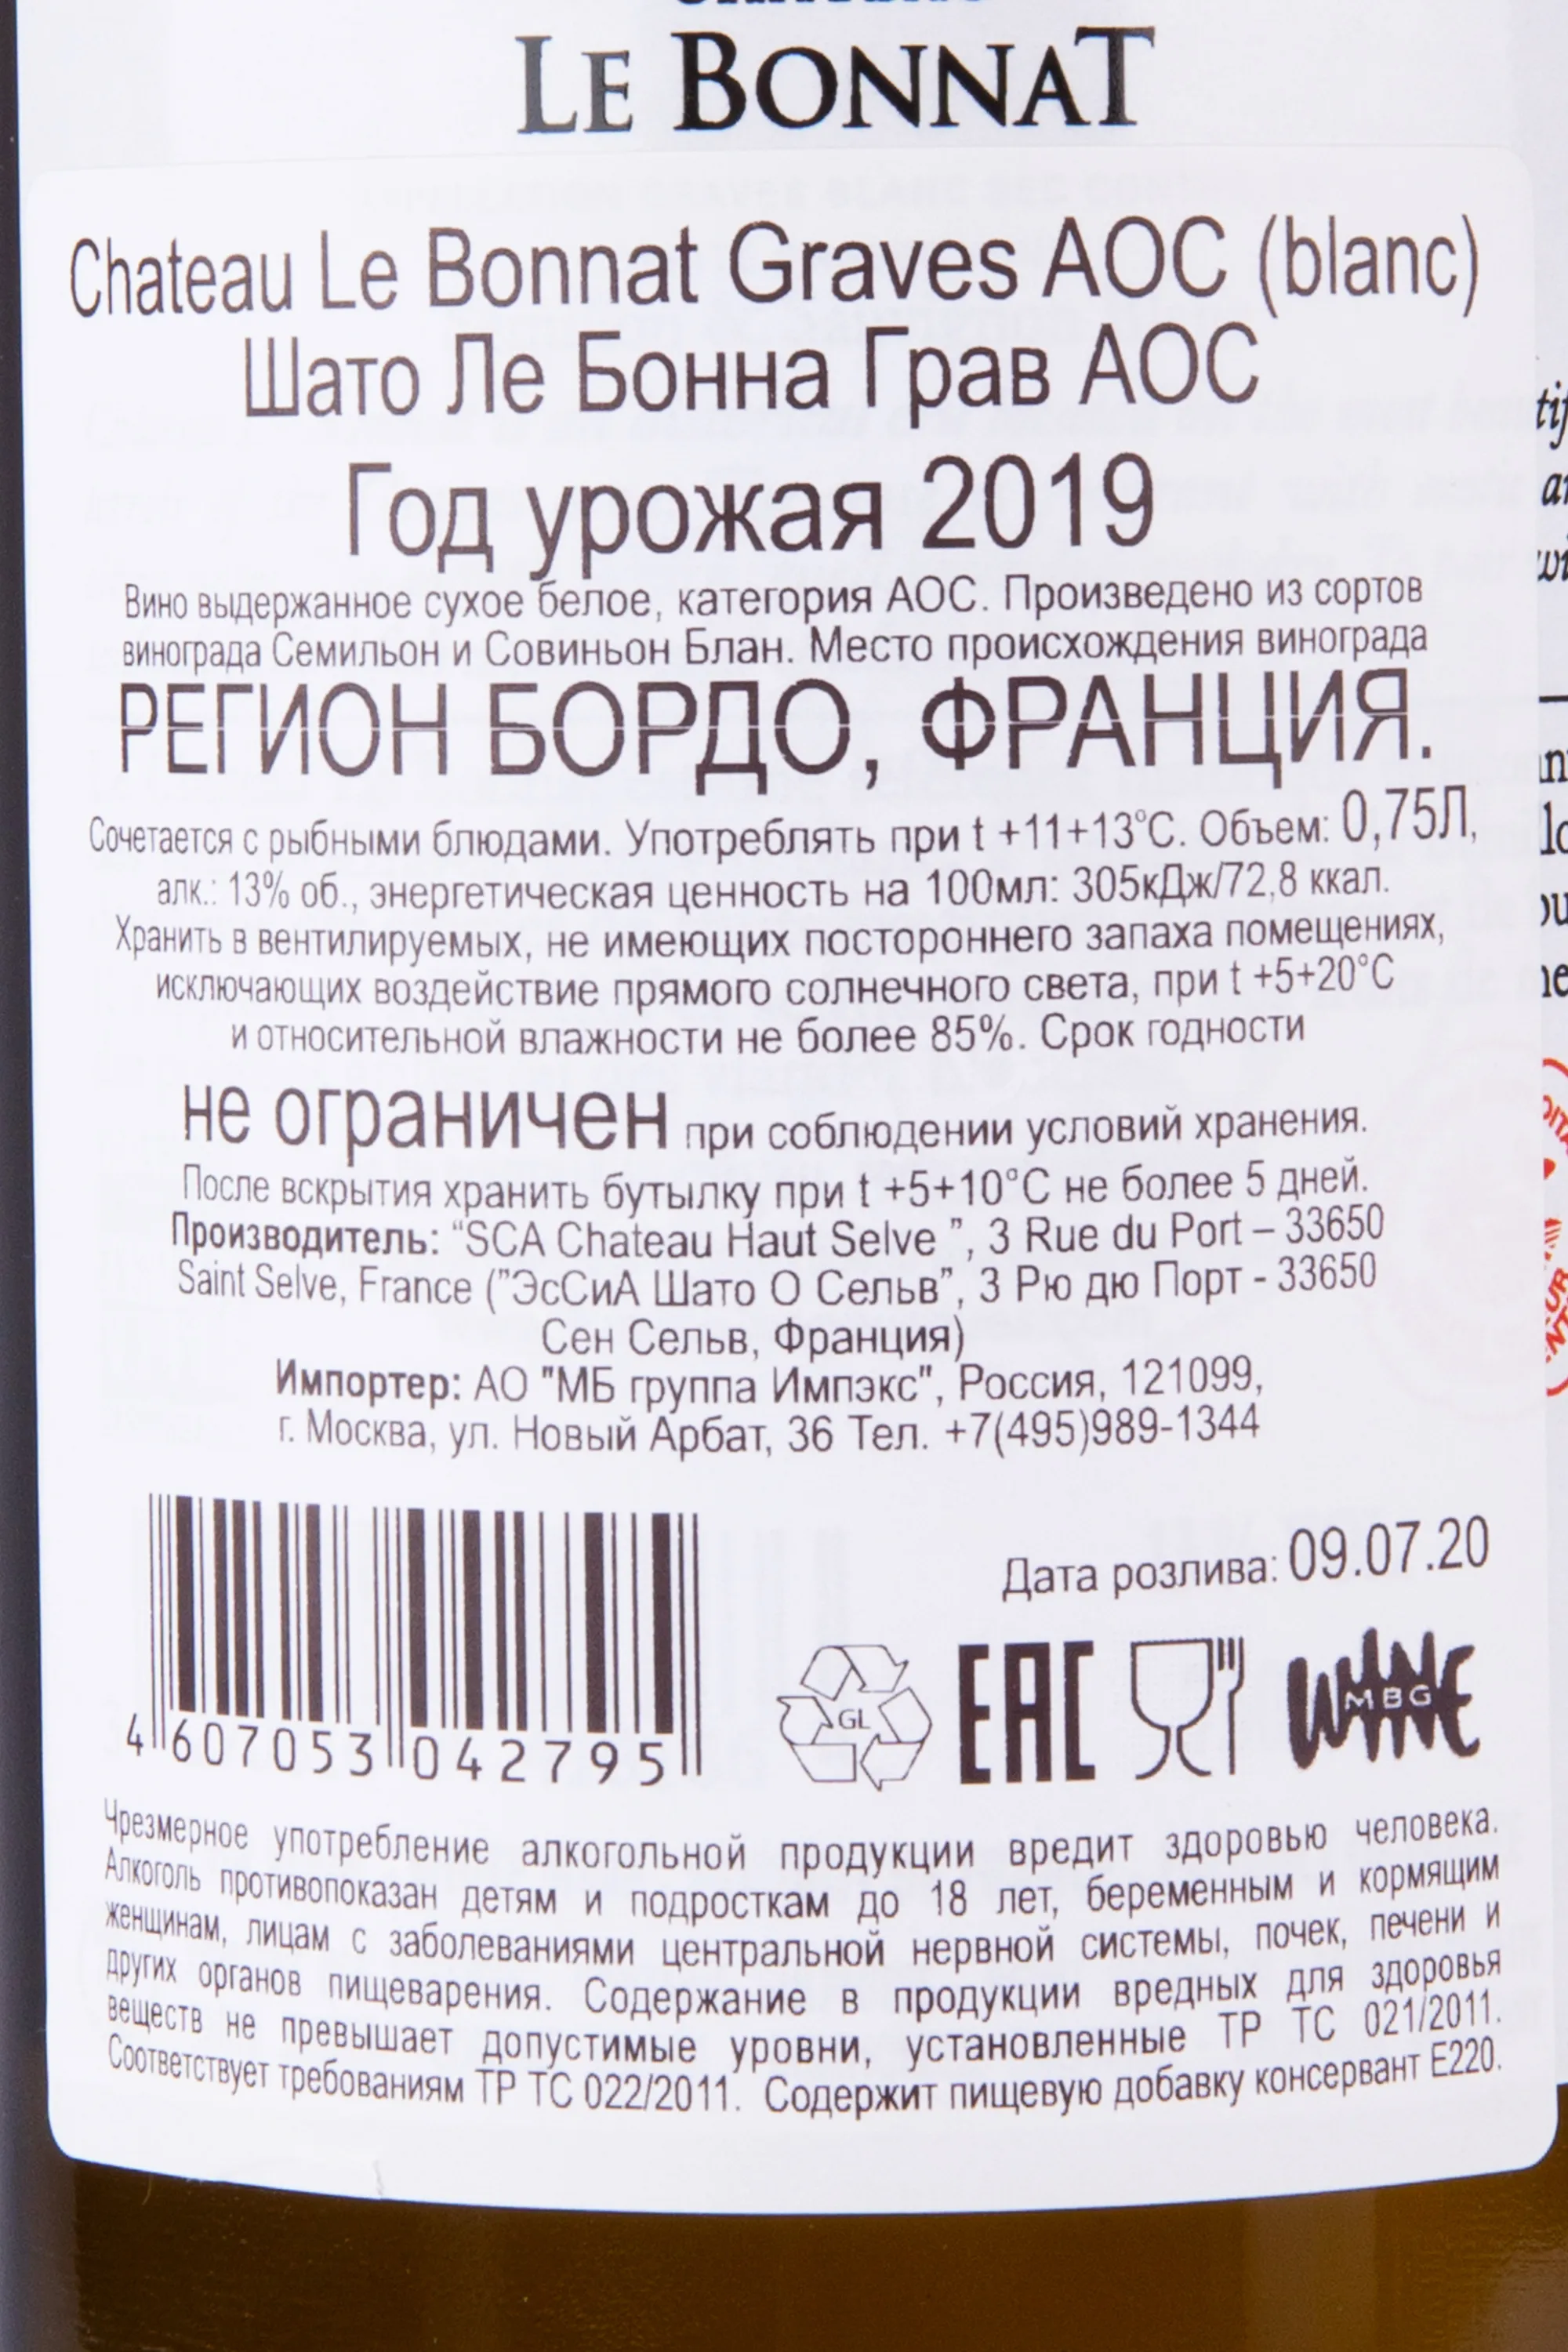 LE BONNAT
Chateau Le Bonnat Graves AOC (blanc)
Шато Ле Бонна Грав АОС
Год урожая 2019
Вино выдержанное сухое белое, категория АОС. Произведено из сортов
винограда Семильон и Совиньон Блан. Место происхождения винограда
РЕГИОН БОРДО, ФРАНЦИЯ.
Сочетается с рыбными блюдами. Употреблять при t +11+13°С. Объем: 0,75Л,
алк.: 13% об., энергетическая ценность на 100мл: 305кДж/72,8 ккал.
Хранить в вентилируемых, не имеющих постороннего запаха помещениях,
исключающих воздействие прямого солнечного света, при t +5+20°С
и относительной влажности не более 85%. Срок годности
не ограничен при соблюдении условий хранения.
После вскрытия хранить бутылку при t +5+10°С не более 5 дней.
Производитель: “SCA Chateau Haut Selve ”, 3 Rue du Port – 33650
Saint Selve, France (”ЭсСиА Шато О Сельв”, 3 Рю дю Порт - 33650
Сен Сельв, Франция)
Импортер: АО "МБ группа Импэкс", Россия, 121099,
г. Москва, ул. Новый Арбат, 36 Тел. +7(495)989-1344
Дата розлива: 09.07.20
4 607053 042795
GL
EAC
WINE
MBG
Чрезмерное употребление алкогольной продукции вредит здоровью человека.
Алкоголь противопоказан детям и подросткам до 18 лет, беременным и кормящим
женщинам, лицам с заболеваниями центральной нервной системы, почек, печени и
других органов пищеварения. Содержание в продукции вредных для здоровья
веществ не превышает допустимые уровни, установленные ТР ТС 021/2011.
Соответствует требованиям ТР ТС 022/2011. Содержит пищевую добавку консервант Е220.